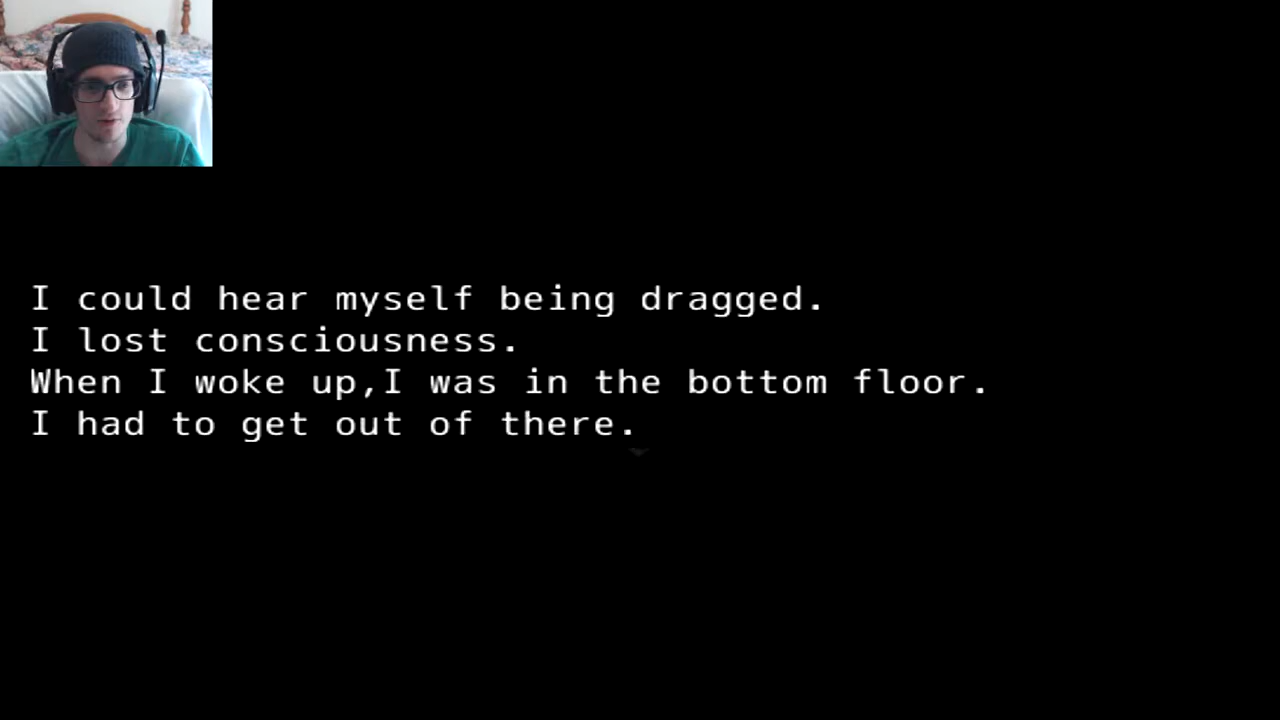 I could hear myself being dragged.
I lost consciousness.
When I woke up,I was in the bottom floor.
I had to get out of there.